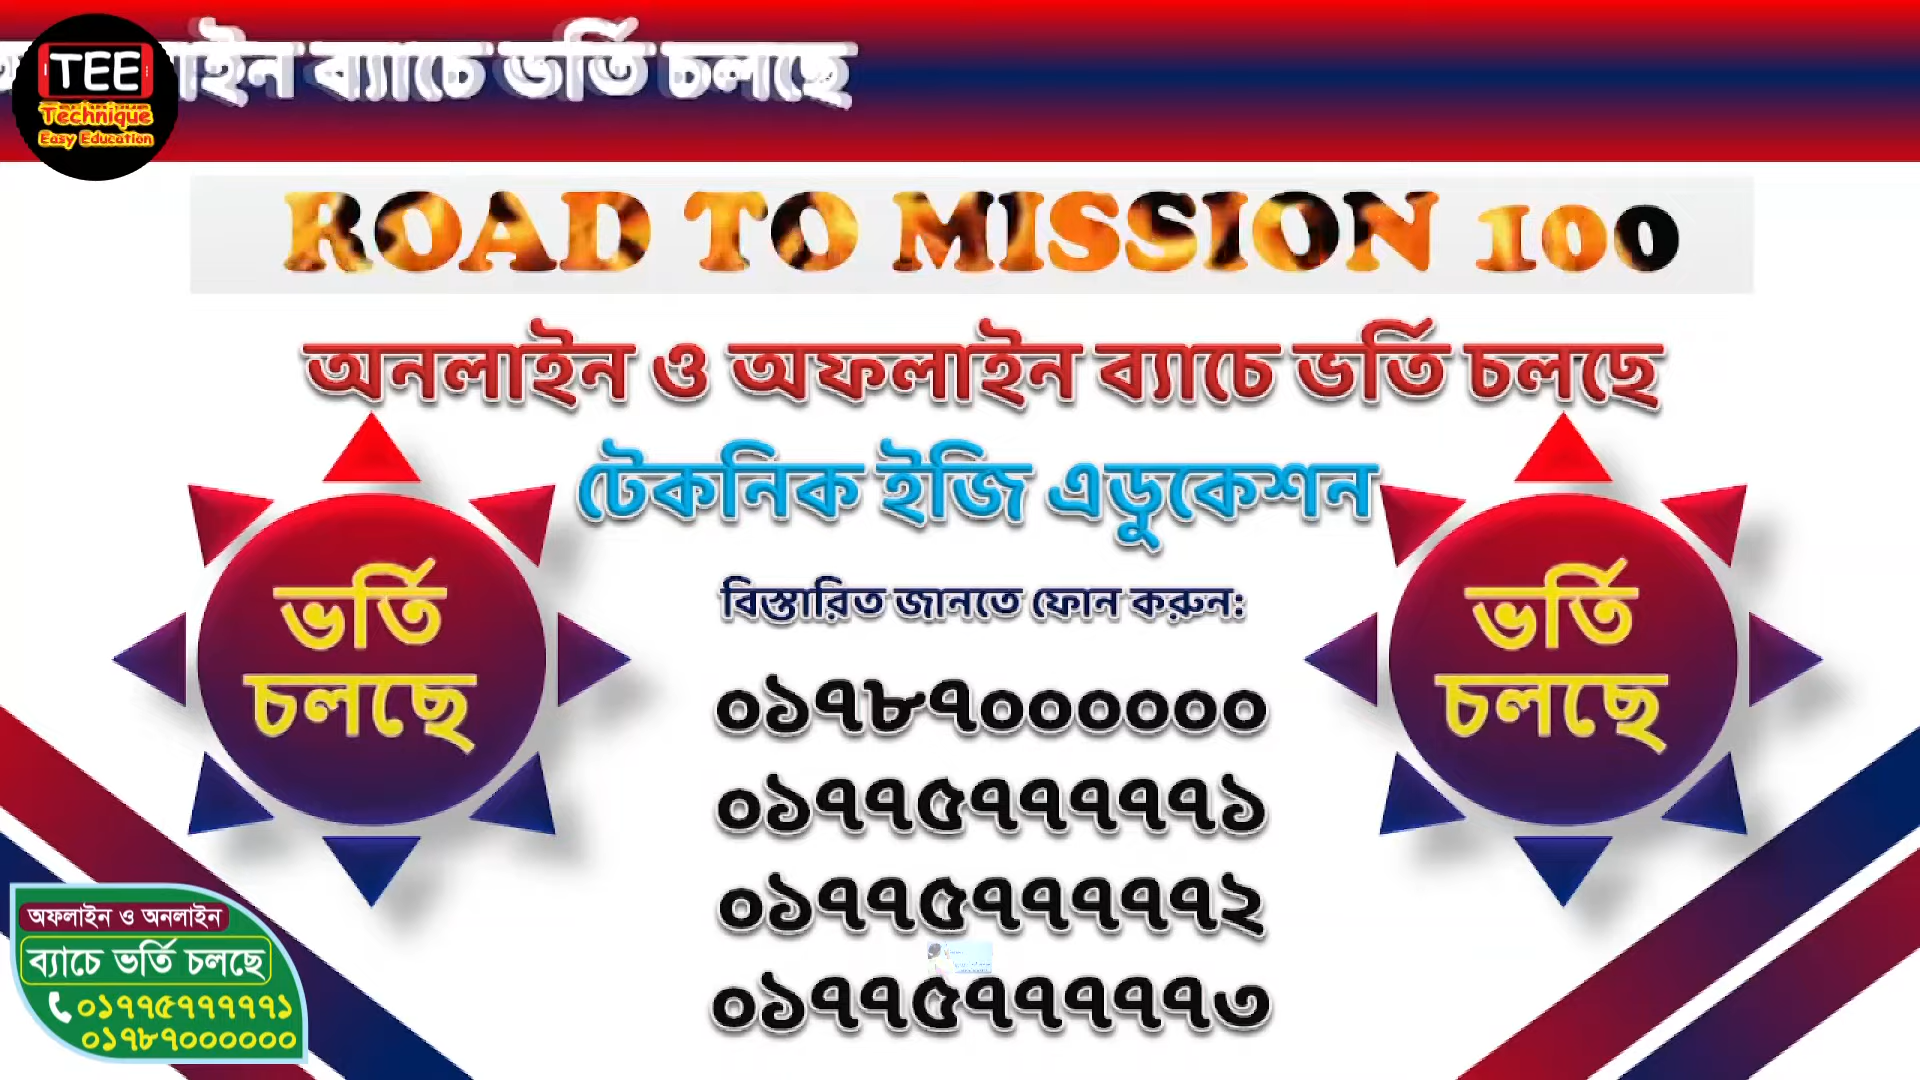 TEE
Technique
Easy Education
ইন ব্যাচে ভর্তি চলছে
ROAD TO MISSION 100
অনলাইন ও অফলাইন ব্যাচে ভর্তি চলছে
টেকনিক ইজি এডুকেশন
ভর্তি
চলছে
ভর্তি
চলছে
বিস্তারিত জানতে ফোন করুন:
০১৭৮৭০০০০০০
০১৭৭৫৭৭৭৭৭১
০১৭৭৫৭৭৭৭৭২
০১৭৭৫৭৭৭৭৭৩
অফলাইন ও অনলাইন
ব্যাচে ভর্তি চলছে
০১৭৭৫৭৭৭৭৭১
০১৭৮৭০০০০০০